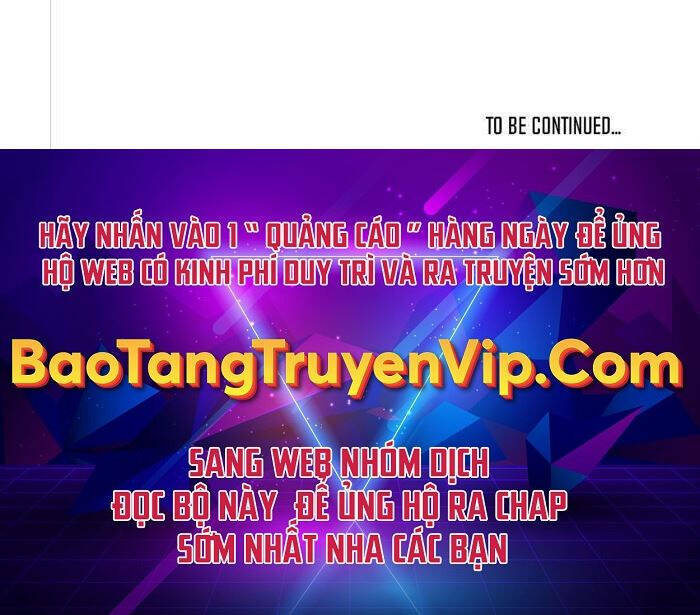 TO BE CONTINUED...
HÃY NHẤN VÀO 1 " QUẢNG CÁO " HÀNG NGÀY ĐỂ ỦNG
HỘ WEB CÓ KINH PHÍ DUY TRÌ VÀ RA TRUYỆN SỚM HƠN
BaoTangTruyenVip.Com
SANG WEB NHÓM DỊCH
ĐỌC BỘ NÀY ĐỂ ỦNG HỘ RA CHAP
SỚM NHẤT NHA CÁC BẠN